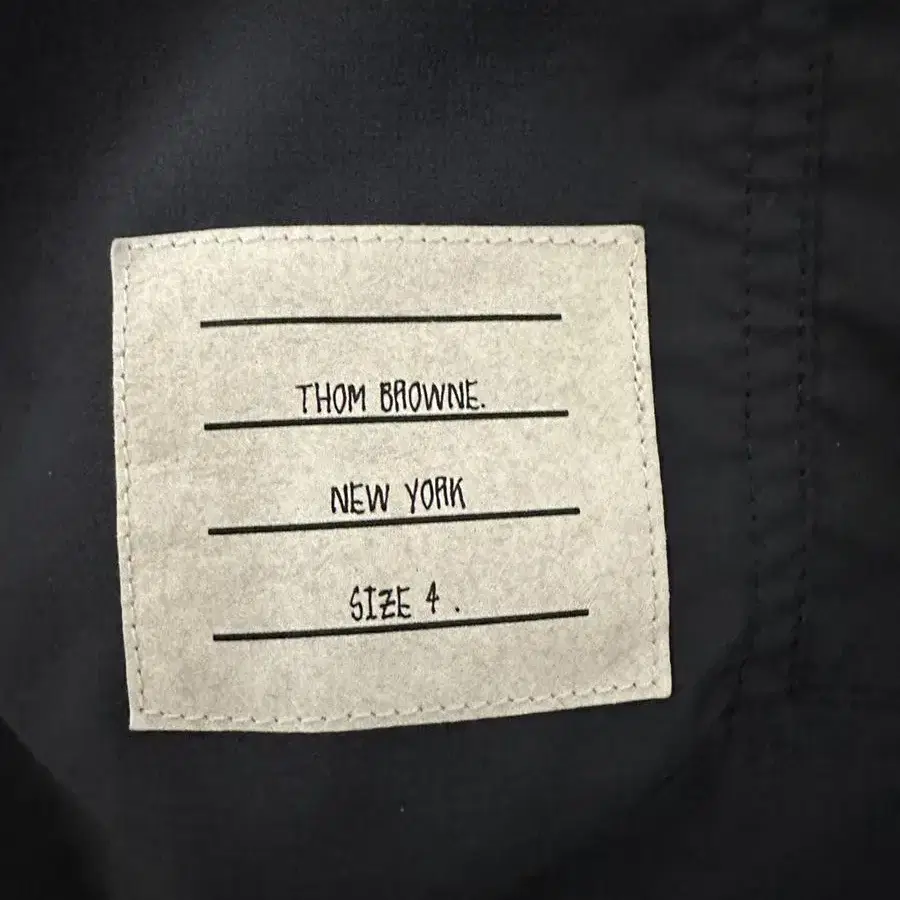 THOM BROWNE.
NEW YORK
SIZE 4 .